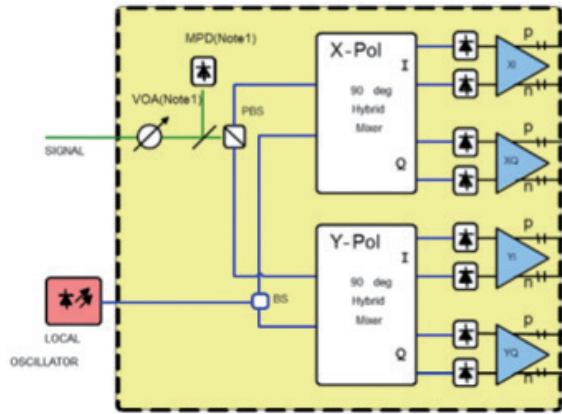 MPD(Note1)
VOA(Note1)
PBS
SIGNAL
X-Pol
I
90 deg
Hybrid
Mixer
Q
p
XI
n
p
XQ
n
Y-Pol
I
90 deg
Hybrid
Mixer
Q
p
YI
n
p
YQ
n
BS
LOCAL
OSCILLATOR